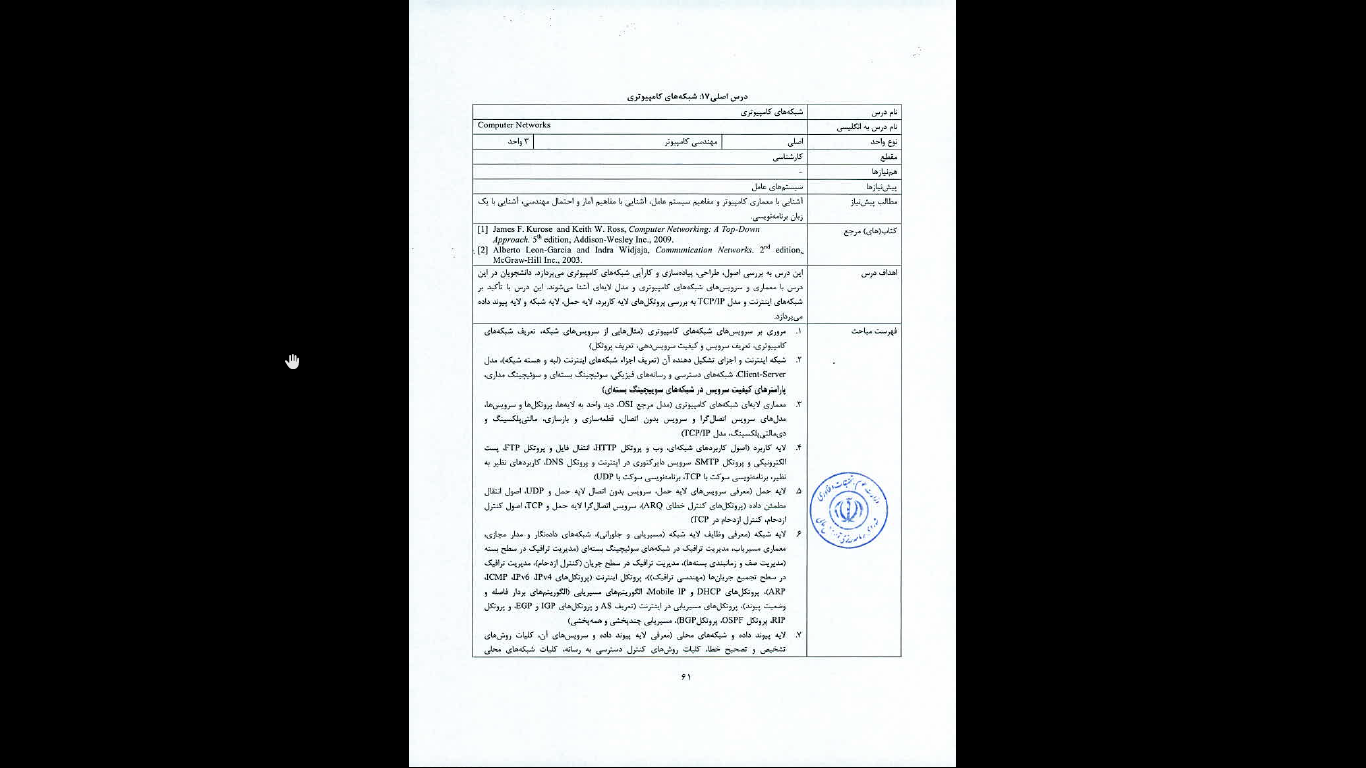 درس اصلی۱۷: شبکه‌های کامپیوتری
نام درس شبکه‌های کامپیوتری
نام درس به انگلیسی Computer Networks
نوع واحد اصلی مهندسی کامپیوتر ۳ واحد
مقطع کارشناسی
هم‌نیازها -
پیش‌نیازها سیستم‌های عامل
مطالب پیش‌نیاز آشنایی با معماری کامپیوتر و مفاهیم سیستم عامل، آشنایی با مفاهیم آمار و احتمال مهندسی، آشنایی با یک
زبان برنامه‌نویسی.
کتاب(های) مرجع [1] James F. Kurose and Keith W. Ross, Computer Networking: A Top-Down
Approach. 5th edition, Addison-Wesley Inc., 2009.
[2] Alberto Leon-Garcia and Indra Widjaja, Communication Networks. 2nd edition,
McGraw-Hill Inc., 2003.
اهداف درس این درس به بررسی اصول، طراحی، پیاده‌سازی و کارآیی شبکه‌های کامپیوتری می‌پردازد. دانشجویان در این
درس با معماری و سرویس‌های شبکه‌های کامپیوتری و مدل لایه‌ای آشنا می‌شوند. این درس با تأکید بر
شبکه‌های اینترنت و مدل TCP/IP به بررسی پروتکل‌های لایه کاربرد، لایه حمل، لایه شبکه و لایه پیوند داده
می‌پردازد.
فهرست مباحث ۱. مروری بر سرویس‌های شبکه‌های کامپیوتری (مثال‌هایی از سرویس‌های شبکه، تعریف شبکه‌های
کامپیوتری، تعریف سرویس و کیفیت سرویس‌دهی، تعریف پروتکل)
۲. شبکه اینترنت و اجزای تشکیل دهنده آن (تعریف اجزاء شبکه‌های اینترنت (لبه و هسته شبکه)، مدل
Client-Server، شبکه‌های دسترسی و رسانه‌های فیزیکی، سوئیچینگ بسته‌ای و سوئیچینگ مداری،
پارامترهای کیفیت سرویس در شبکه‌های سوییچینگ بسته‌ای)
۳. معماری لایه‌ای شبکه‌های کامپیوتری (مدل مرجع OSI، دید واحد به لایه‌ها، پروتکل‌ها و سرویس‌ها،
مدل‌های سرویس اتصال‌گرا و سرویس بدون اتصال، قطعه‌سازی و بازسازی، مالتی‌پلکسینگ و
دی‌مالتی‌پلکسینگ، مدل TCP/IP)
۴. لایه کاربرد (اصول کاربردهای شبکه‌ای، وب و پروتکل HTTP، انتقال فایل و پروتکل FTP، پست
الکترونیکی و پروتکل SMTP، سرویس دایرکتوری در اینترنت و پروتکل DNS، کاربردهای نظیر به
نظیر، برنامه‌نویسی سوکت با TCP، برنامه‌نویسی سوکت با UDP)
۵. لایه حمل (معرفی سرویس‌های لایه حمل، سرویس بدون اتصال لایه حمل و UDP، اصول انتقال
مطمئن داده (پروتکل‌های کنترل خطای ARQ)، سرویس اتصال‌گرا لایه حمل و TCP، اصول کنترل
ازدحام، کنترل ازدحام در TCP)
۶. لایه شبکه (معرفی وظایف لایه شبکه (مسیریابی و جلورانی)، شبکه‌های داده‌نگار و مدار مجازی،
معماری مسیریاب، مدیریت ترافیک در شبکه‌های سوئیچینگ بسته‌ای (مدیریت ترافیک در سطح بسته
(مدیریت صف و زمانبندی بسته‌ها)، مدیریت ترافیک در سطح جریان (کنترل ازدحام)، مدیریت ترافیک
در سطح تجمیع جریان‌ها (مهندسی ترافیک))، پروتکل اینترنت (پروتکل‌های IPv4، IPv6، ICMP،
ARP)، پروتکل‌های DHCP و Mobile IP، الگوریتم‌های مسیریابی (الگوریتم‌های بردار فاصله و
وضعیت پیوند)، پروتکل‌های مسیریابی در اینترنت (تعریف AS و پروتکل‌های IGP و EGP، و پروتکل
RIP، پروتکل OSPF، پروتکلBGP)، مسیریابی چندپخشی و همه‌پخشی)
۷. لایه پیوند داده و شبکه‌های محلی (معرفی لایه پیوند داده و سرویس‌های آن، کلیات روش‌های
تشخیص و تصحیح خطا، کلیات روش‌های کنترل دسترسی به رسانه، کلیات شبکه‌های محلی
۶۱